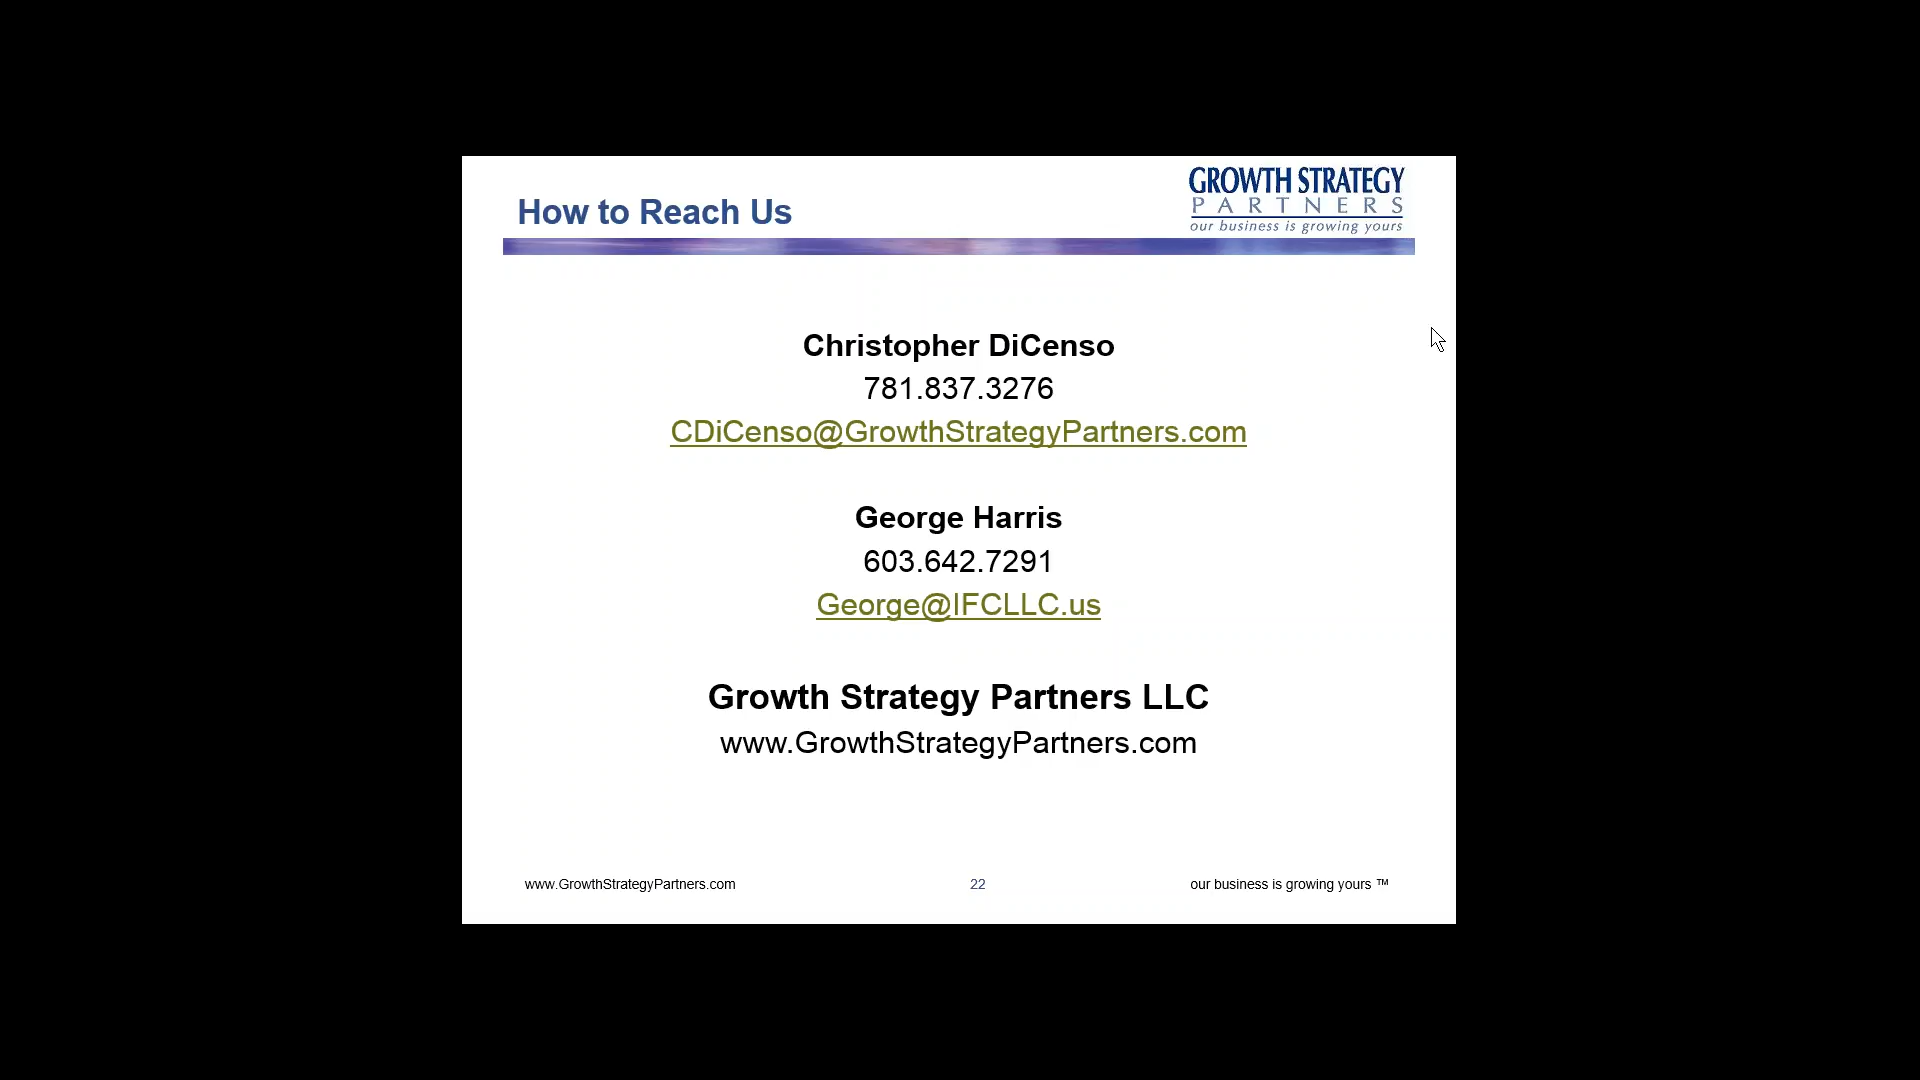 How to Reach Us
GROWTH STRATEGY
PARTNERS
our business is growing yours
Christopher DiCenso
781.837.3276
CDiCenso@GrowthStrategyPartners.com
George Harris
603.642.7291
George@IFCLLC.us
Growth Strategy Partners LLC
www.GrowthStrategyPartners.com
www.GrowthStrategyPartners.com
22
our business is growing yours ™